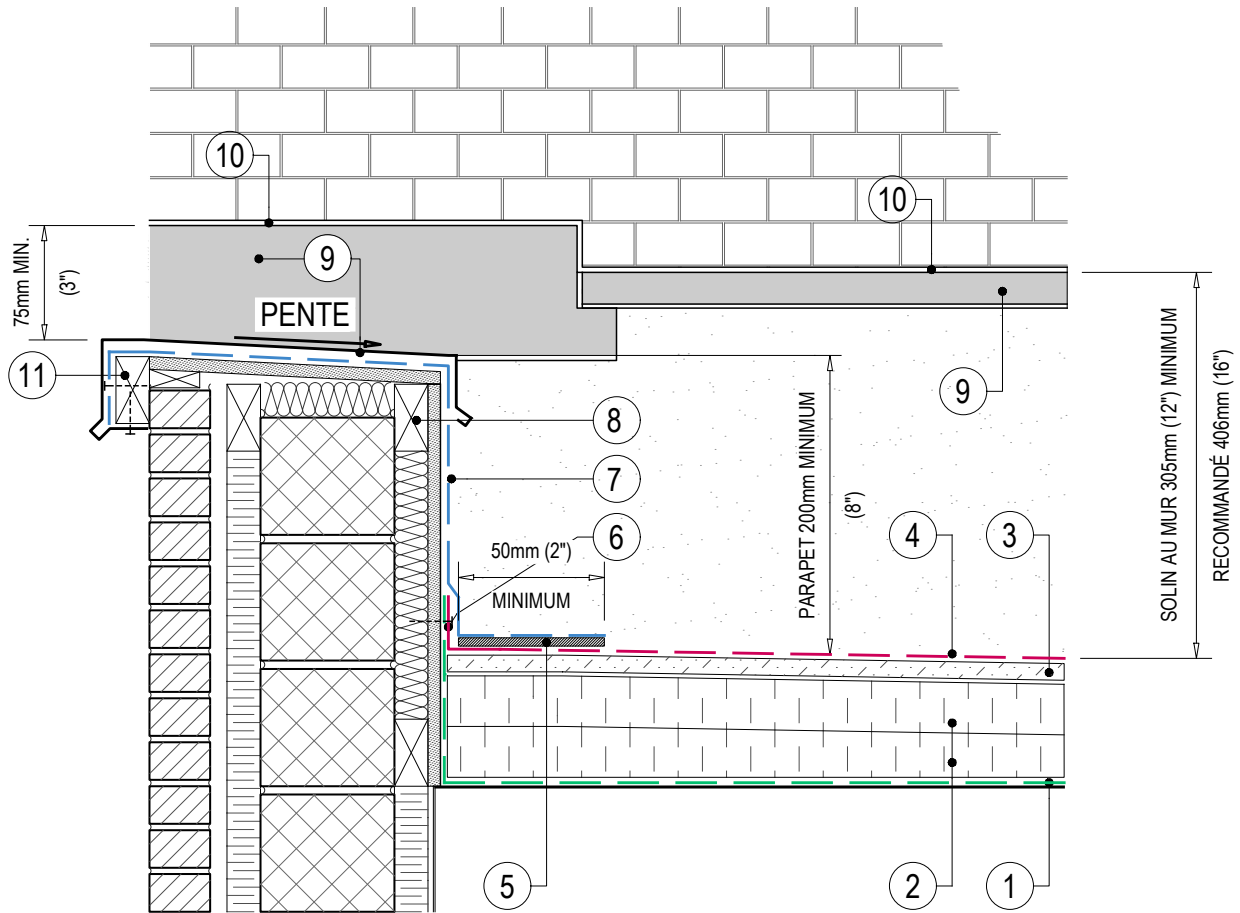 10
10
75mm MIN.
(3")
9
PENTE
11
9
8
SOLIN AU MUR 305mm (12") MINIMUM
RECOMMANDÉ 406mm (16")
PARAPET 200mm MINIMUM
(8")
7
6
50mm (2")
MINIMUM
4
3
5
2
1